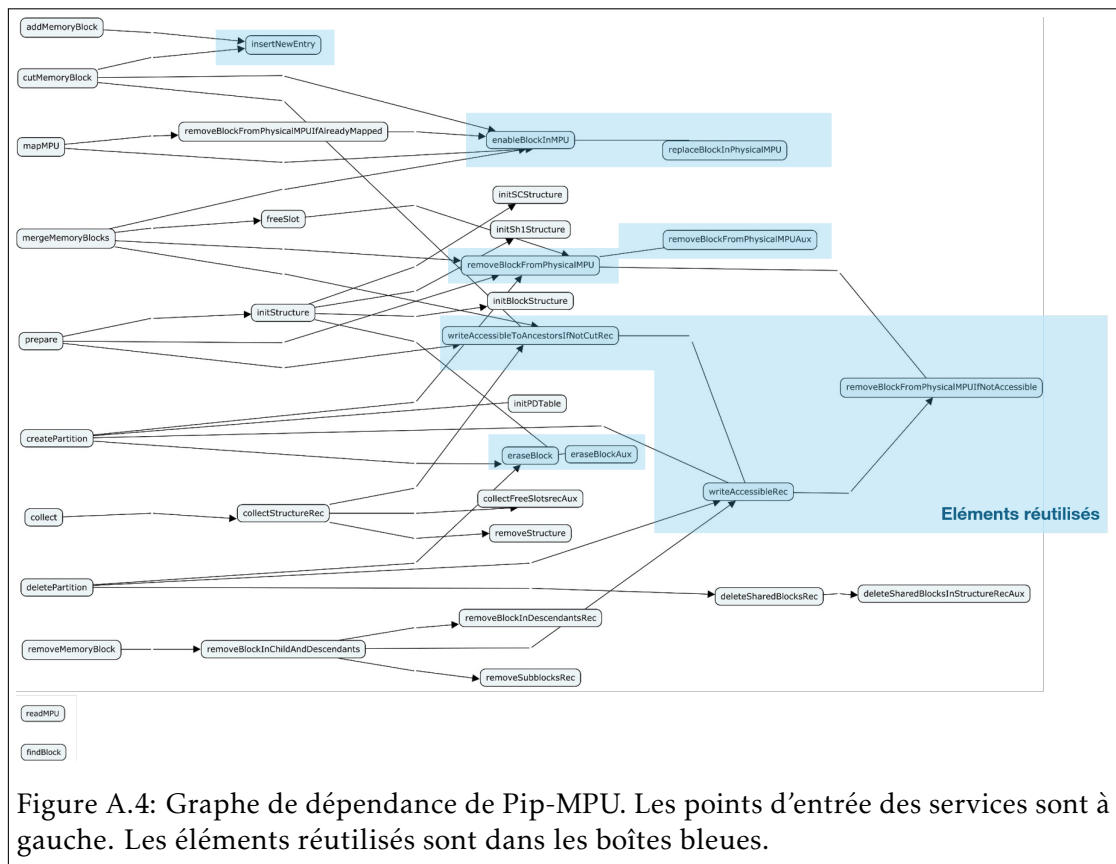 addMemoryBlock
insertNewEntry
cutMemoryBlock
removeBlockFromPhysicalMPUIfAlreadyMapped
enableBlockInMPU
mapMPU
replaceBlockInPhysicalMPU
initSCStructure
freeSlot
initSh1Structure
mergeMemoryBlocks
removeBlockFromPhysicalMPUAux
removeBlockFromPhysicalMPU
initBlockStructure
initStructure
prepare
writeAccessibleToAncestorsIfNotCutRec
removeBlockFromPhysicalMPUIfNotAccessible
initPDTable
createPartition
eraseBlock
eraseBlockAux
writeAccessibleRec
collectFreeSlotsrecAux
collect
collectStructureRec
Eléments réutilisés
removeStructure
deletePartition
deleteSharedBlocksRec
deleteSharedBlocksInStructureRecAux
removeBlockInDescendantsRec
removeMemoryBlock
removeBlockInChildAndDescendants
removeSubblocksRec
readMPU
findBlock
Figure A.4: Graphe de dépendance de Pip-MPU. Les points d'entrée des services sont à
gauche. Les éléments réutilisés sont dans les boîtes bleues.